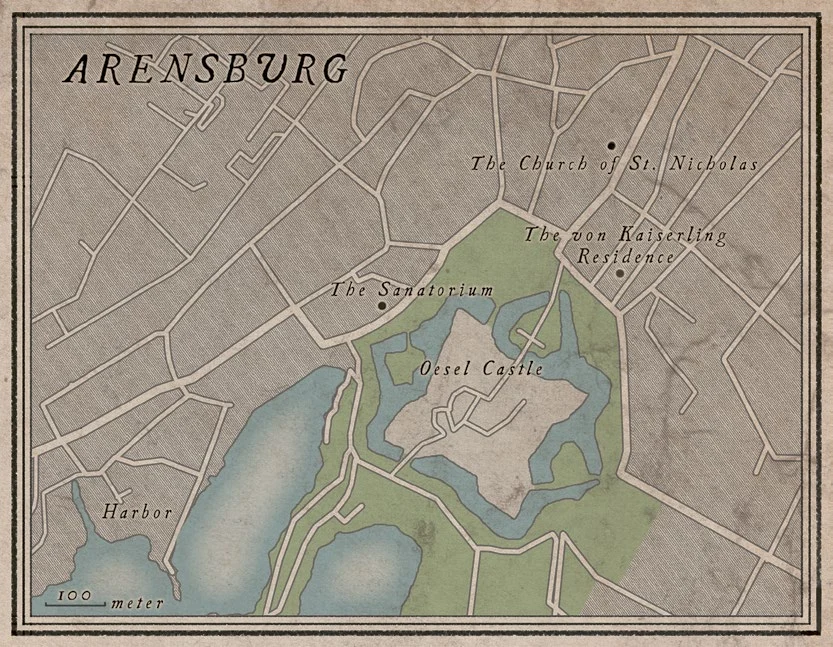 ARENSBURG
The Church of St. Nicholas
The von Kaiserling
Residence
The Sanatorium
Oesel Castle
Harbor
100 meter